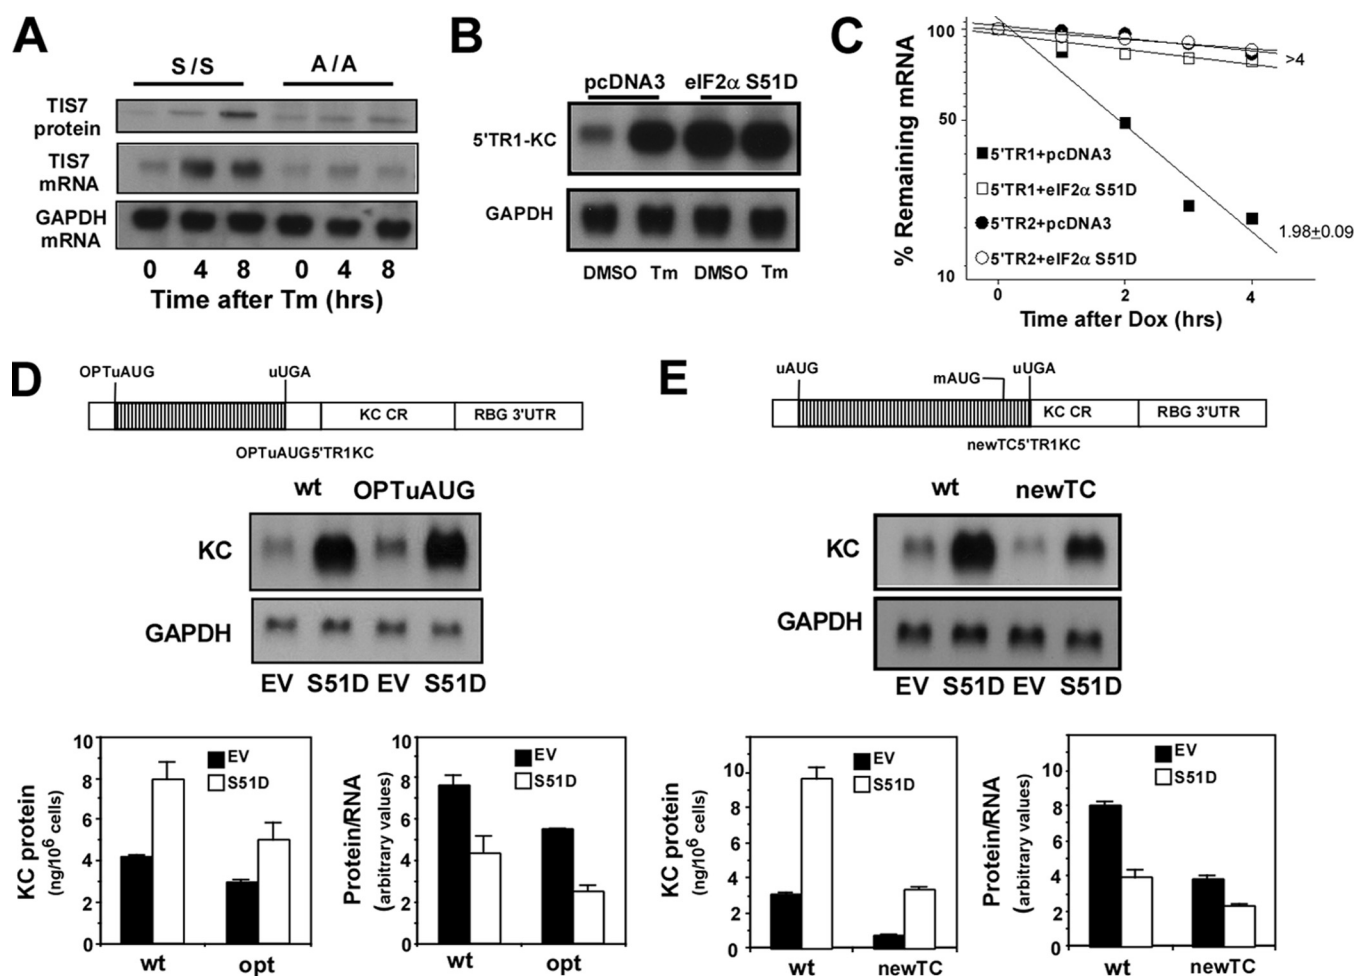 A
S/S A/A
TIS7
protein
TIS7
mRNA
GAPDH
mRNA
0 4 8 0 4 8
Time after Tm (hrs)
B
pcDNA3 eIF2α S51D
5'TR1-KC
GAPDH
DMSO Tm DMSO Tm
C
% Remaining mRNA
100
50
10
>4
1.98±0.09
5'TR1+pcDNA3
5'TR1+eIF2α S51D
5'TR2+pcDNA3
5'TR2+eIF2α S51D
0 2 4
Time after Dox (hrs)
D
OPTuAUG uUGA
KC CR RBG 3'UTR
OPTuAUG5'TR1KC
wt OPTuAUG
KC
GAPDH
EV S51D EV S51D
KC protein
(ng/10⁶ cells)
10
8
6
4
2
0
EV
S51D
wt opt
Protein/RNA
(arbitrary values)
10
8
6
4
2
0
EV
S51D
wt opt
E
uAUG mAUG uUGA
KC CR RBG 3'UTR
newTC5'TR1KC
wt newTC
KC
GAPDH
EV S51D EV S51D
KC protein
(ng/10⁶ cells)
10
8
6
4
2
0
EV
S51D
wt newTC
Protein/RNA
(arbitrary values)
10
8
6
4
2
0
EV
S51D
wt newTC